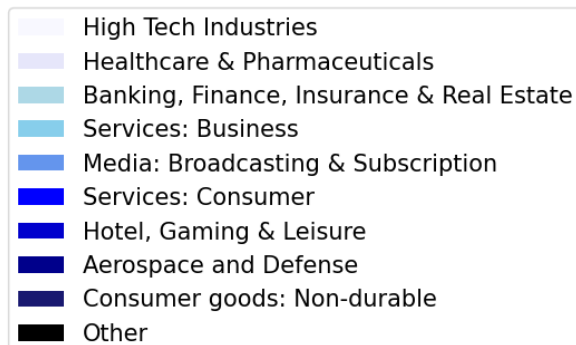 High Tech Industries
Healthcare & Pharmaceuticals
Banking, Finance, Insurance & Real Estate
Services: Business
Media: Broadcasting & Subscription
Services: Consumer
Hotel, Gaming & Leisure
Aerospace and Defense
Consumer goods: Non-durable
Other